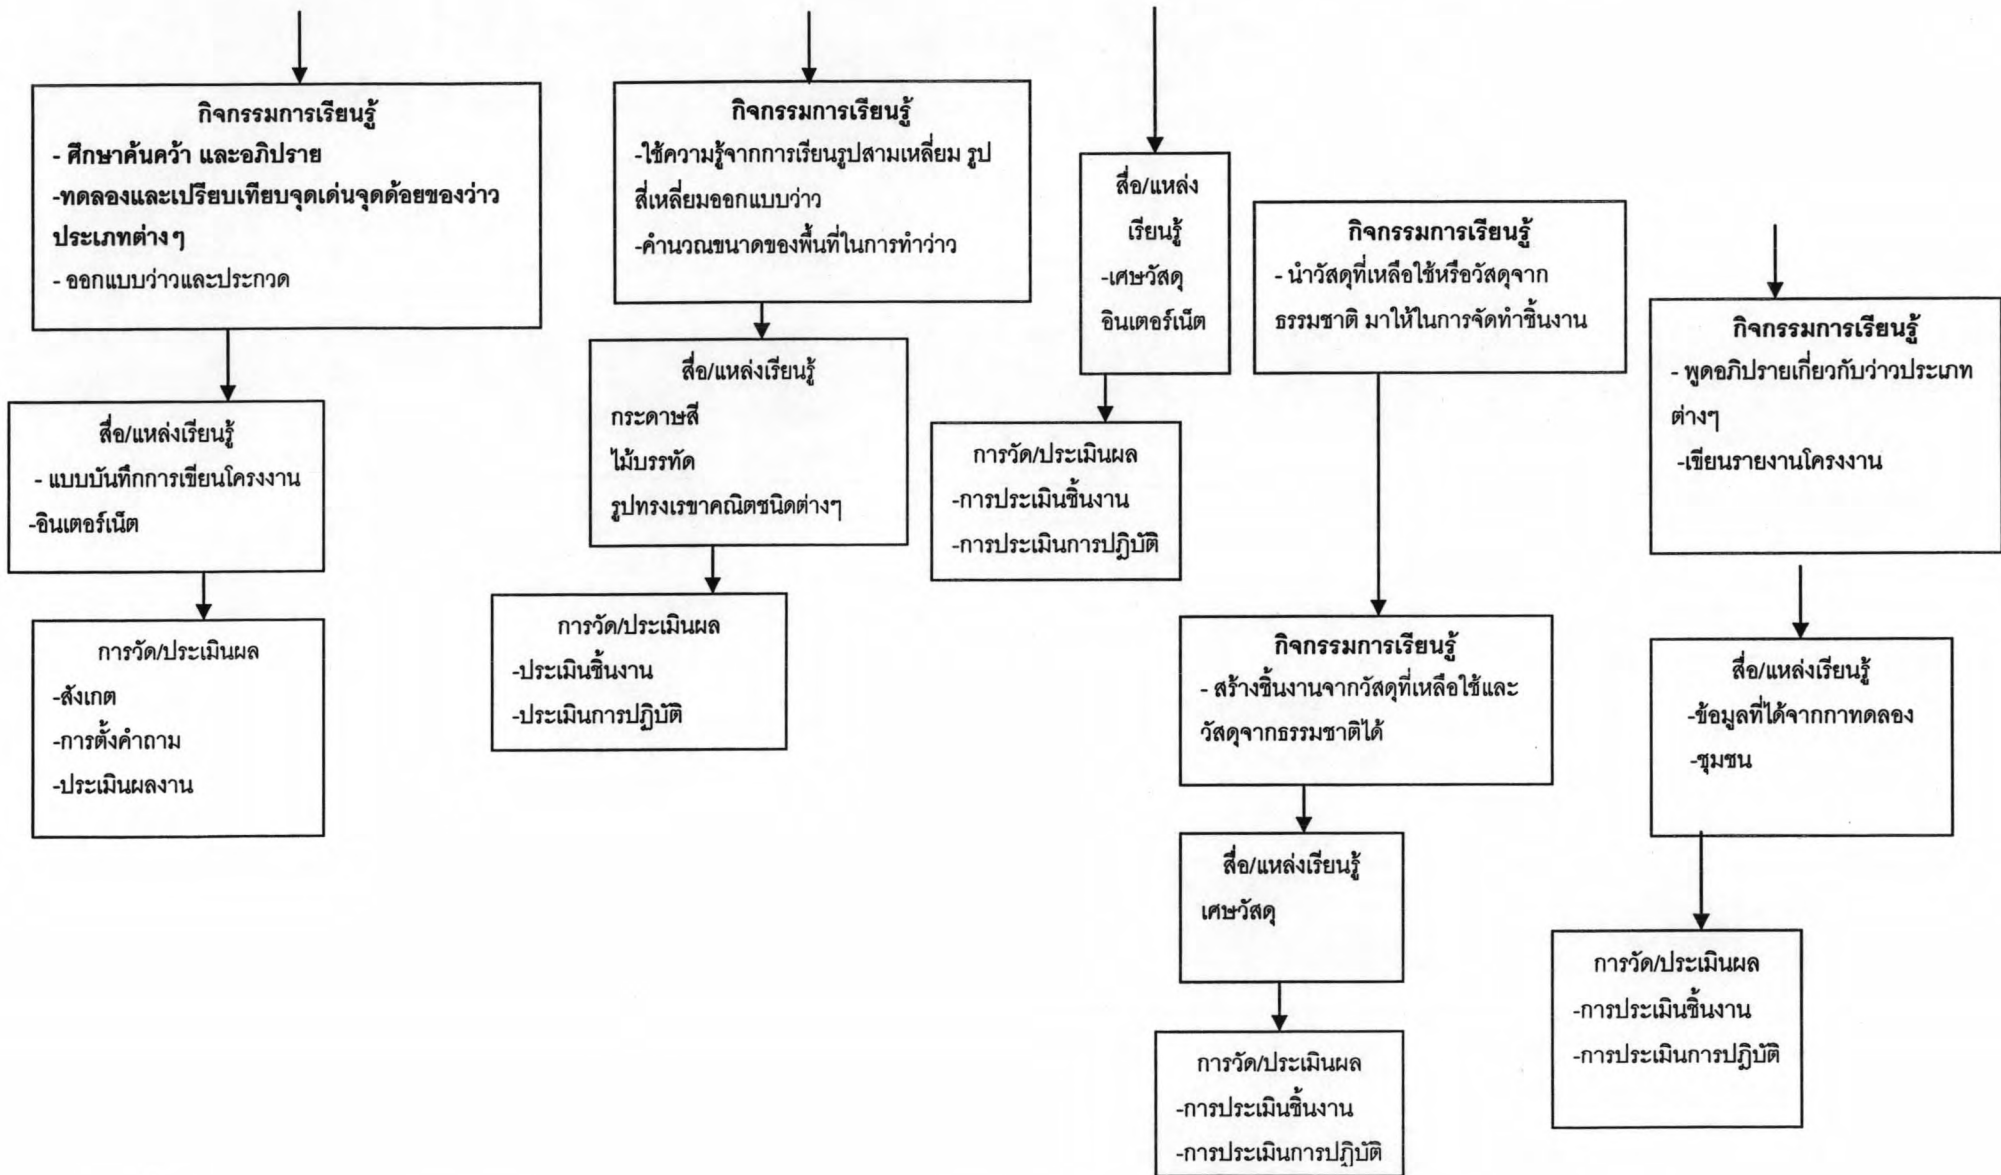 กิจกรรมการเรียนรู้
- ศึกษาค้นคว้า และอภิปราย
-ทดลองและเปรียบเทียบจุดเด่นจุดด้อยของว่าว
ประเภทต่างๆ
- ออกแบบว่าวและประกวด
สื่อ/แหล่งเรียนรู้
- แบบบันทึกการเขียนโครงงาน
-อินเตอร์เน็ต
การวัด/ประเมินผล
-สังเกต
-การตั้งคำถาม
-ประเมินผลงาน
กิจกรรมการเรียนรู้
-ใช้ความรู้จากการเรียนรูปสามเหลี่ยม รูป
สี่เหลี่ยมออกแบบว่าว
-คำนวณขนาดของพื้นที่ในการทำว่าว
สื่อ/แหล่งเรียนรู้
กระดาษสี
ไม้บรรทัด
รูปทรงเรขาคณิตชนิดต่างๆ
การวัด/ประเมินผล
-ประเมินชิ้นงาน
-ประเมินการปฏิบัติ
สื่อ/แหล่ง
เรียนรู้
-เศษวัสดุ
อินเตอร์เน็ต
การวัด/ประเมินผล
-การประเมินชิ้นงาน
-การประเมินการปฏิบัติ
กิจกรรมการเรียนรู้
- นำวัสดุที่เหลือใช้หรือวัสดุจาก
ธรรมชาติ มาให้ในการจัดทำชิ้นงาน
กิจกรรมการเรียนรู้
- สร้างชิ้นงานจากวัสดุที่เหลือใช้และ
วัสดุจากธรรมชาติได้
สื่อ/แหล่งเรียนรู้
เศษวัสดุ
การวัด/ประเมินผล
-การประเมินชิ้นงาน
-การประเมินการปฏิบัติ
กิจกรรมการเรียนรู้
- พูดอภิปรายเกี่ยวกับว่าวประเภท
ต่างๆ
-เขียนรายงานโครงงาน
สื่อ/แหล่งเรียนรู้
-ข้อมูลที่ได้จากกาทดลอง
-ชุมชน
การวัด/ประเมินผล
-การประเมินชิ้นงาน
-การประเมินการปฏิบัติ